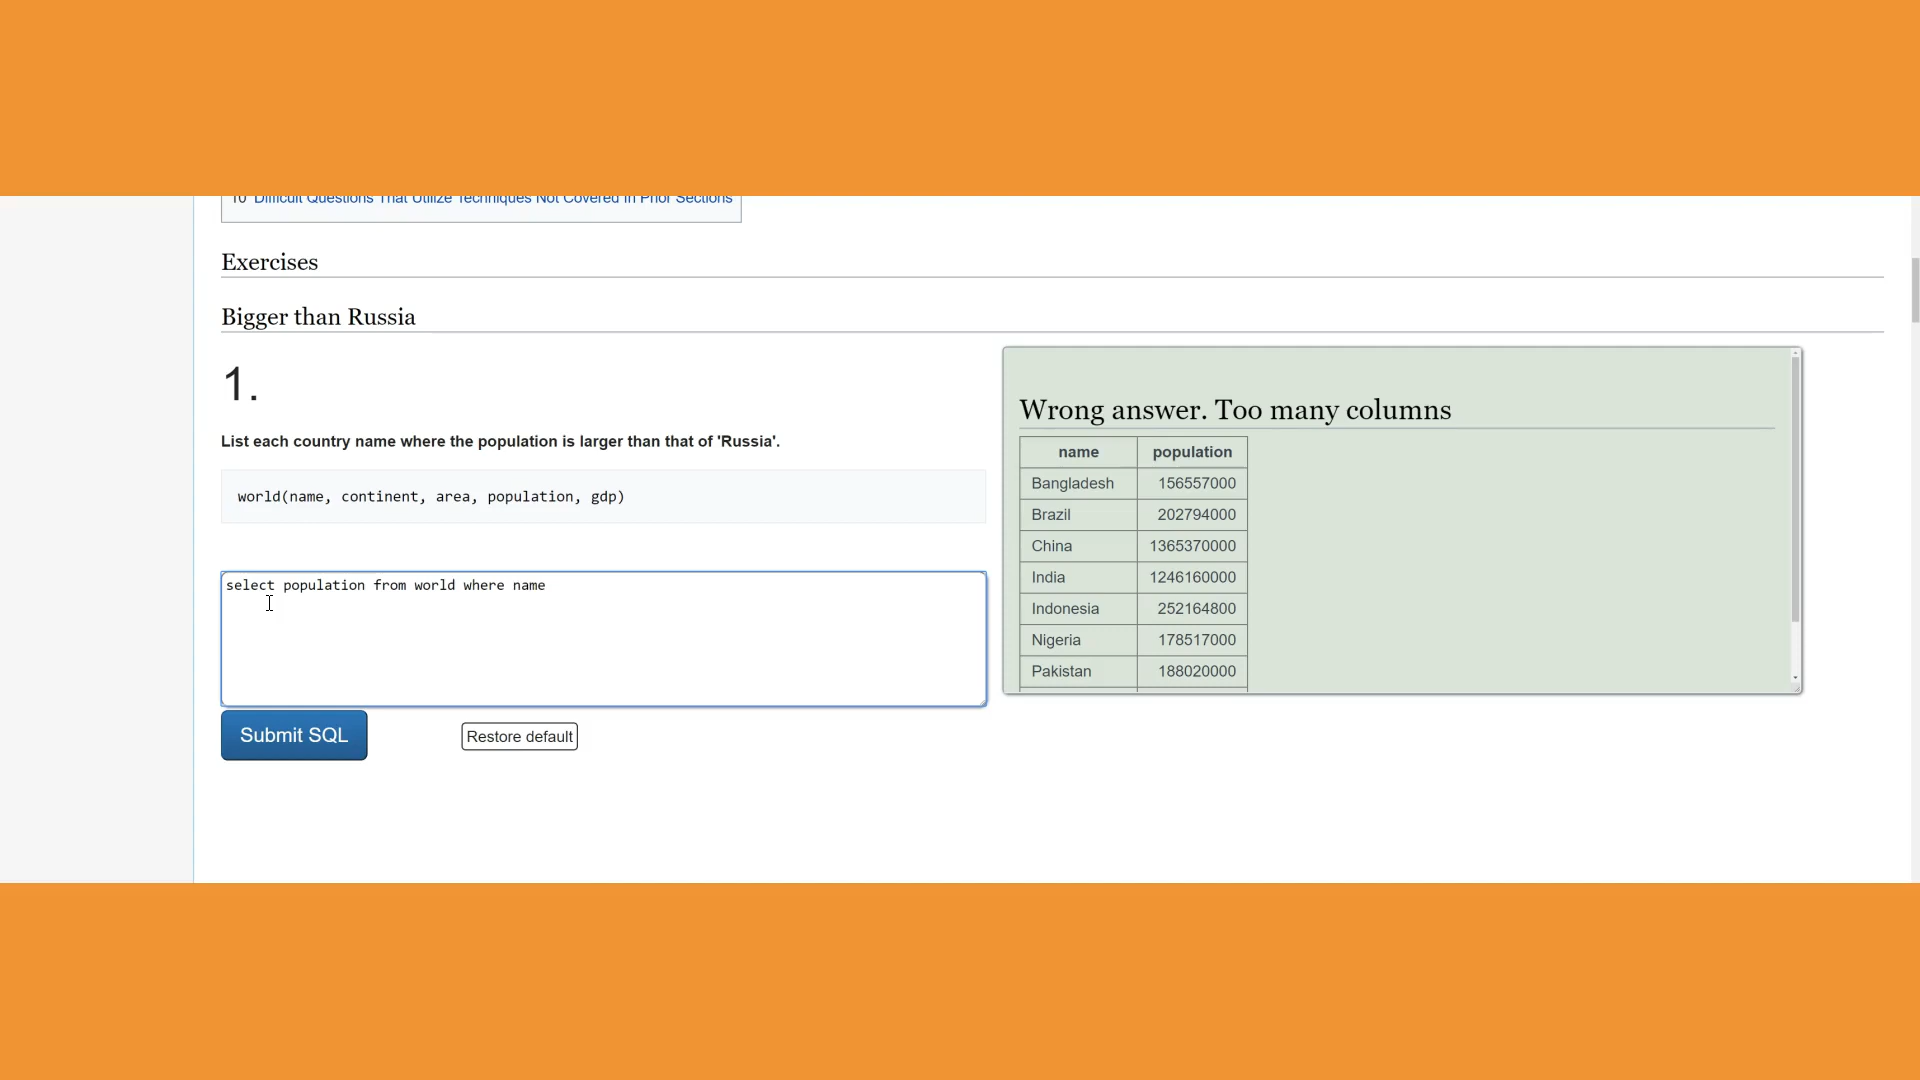 10 Difficult Questions That Utilize Techniques Not Covered In Prior Sections
Exercises
Bigger than Russia
1.
List each country name where the population is larger than that of 'Russia'.
world(name, continent, area, population, gdp)
select population from world where name
Submit SQL
Restore default
Wrong answer. Too many columns
name population
Bangladesh 156557000
Brazil 202794000
China 1365370000
India 1246160000
Indonesia 252164800
Nigeria 178517000
Pakistan 188020000